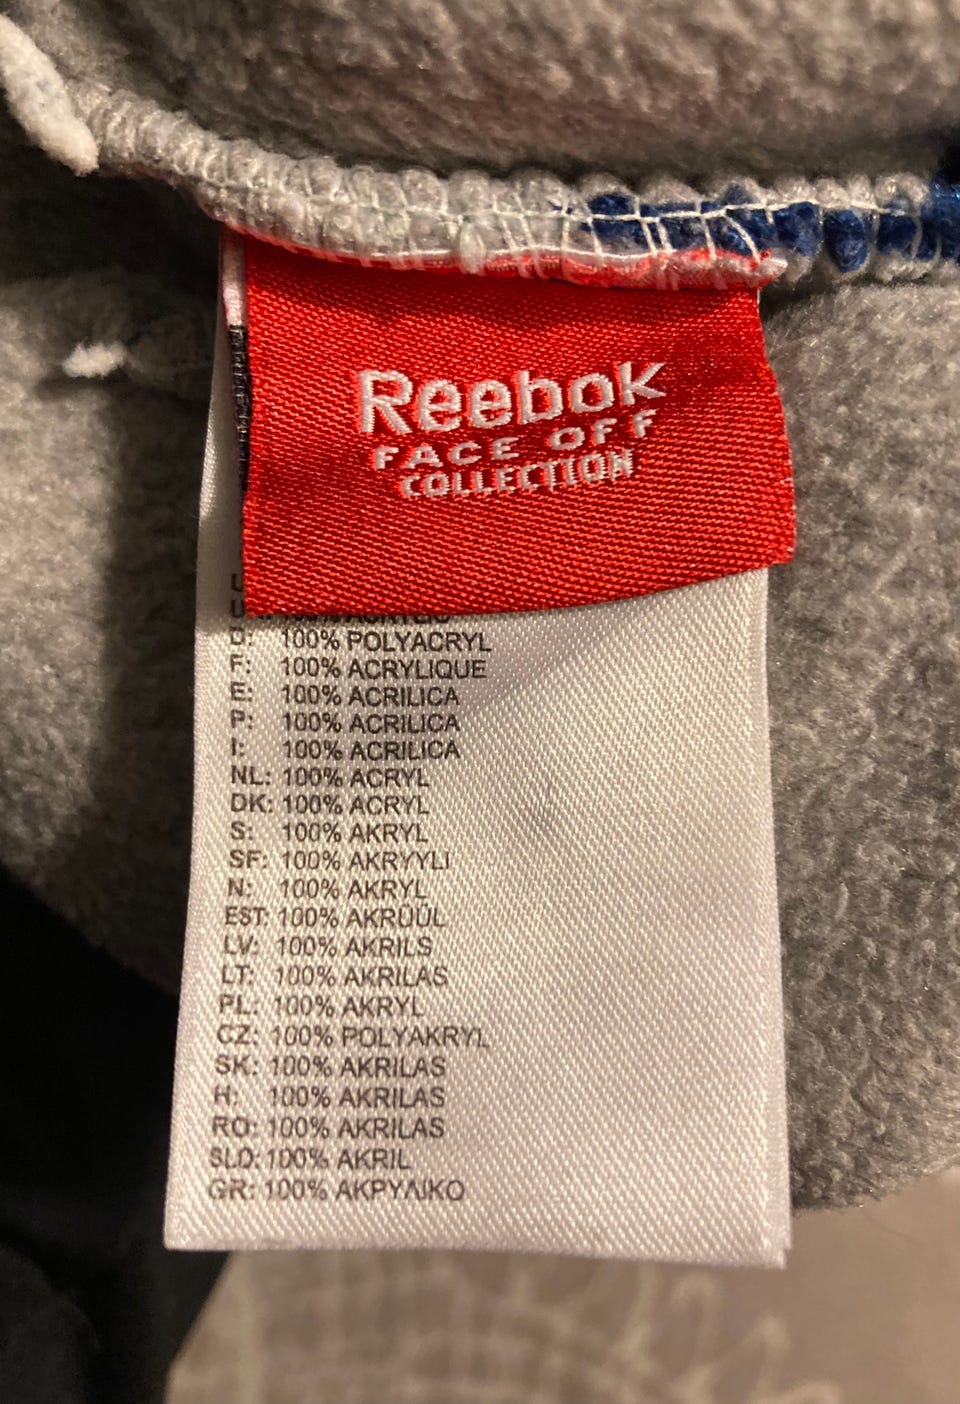 Reebok
FACE OFF
COLLECTION
D: 100% POLYACRYL
F: 100% ACRYLIQUE
E: 100% ACRILICA
P: 100% ACRILICA
I: 100% ACRILICA
NL: 100% ACRYL
DK: 100% ACRYL
S: 100% AKRYL
SF: 100% AKRYYLI
N: 100% AKRYL
EST: 100% AKRÜÜL
LV: 100% AKRILS
LT: 100% AKRILAS
PL: 100% AKRYL
CZ: 100% POLYAKRYL
SK: 100% AKRILAS
H: 100% AKRILAS
RO: 100% AKRILAS
SLO: 100% AKRIL
GR: 100% ΑΚΡΥΛΙΚΟ